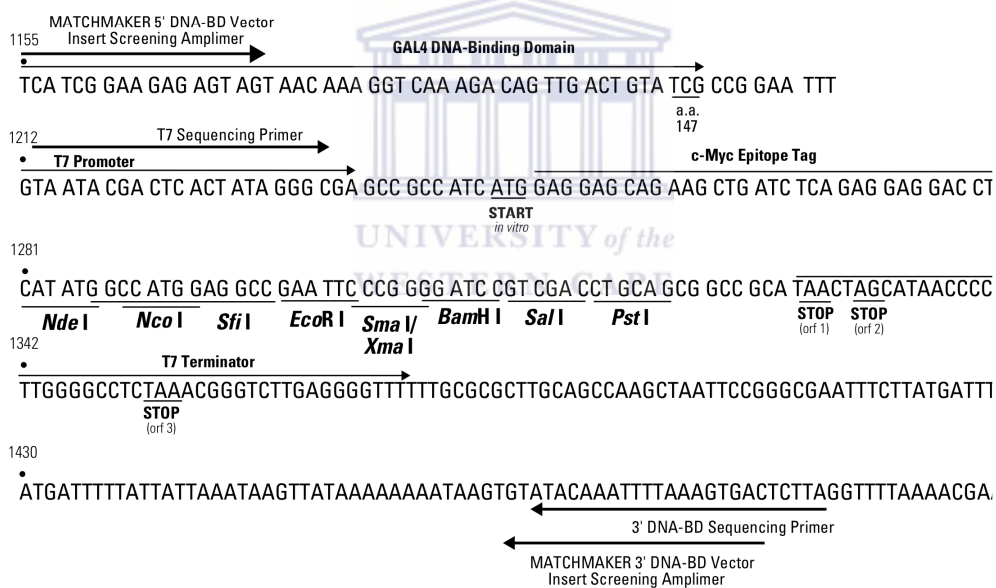 MATCHMAKER 5' DNA-BD Vector
Insert Screening Amplimer
1155
GAL4 DNA-Binding Domain
TCA TCG GAA GAG AGT AGT AAC AAA GGT CAA AGA CAG TTG ACT GTA TCG CCG GAA TTT
a.a.
147
1212
T7 Sequencing Primer
T7 Promoter
c-Myc Epitope Tag
GTA ATA CGA CTC ACT ATA GGG CGA GCC GCC ATC ATG GAG GAG CAG AAG CTG ATC TCA GAG GAG GAC CT
START
in vitro
UNIVERSITY of the
WESTERN CAPE
1281
CAT ATG GCC ATG GAG GCC GAA TTC CCG GGG ATC CGT CGA CCT GCA GCG GCC GCA TAACTAGCATAACCCC
Nde I
Nco I
Sfi I
EcoR I
Sma I/
Xma I
BamH I
Sal I
Pst I
STOP
(orf 1)
STOP
(orf 2)
1342
T7 Terminator
TTGGGGCCTCTAAACGGGTCTTGAGGGGTTTTTTGCGCGCTTGCAGCCAAGCTAATTCCGGGCGAATTTCTTATGATTT
STOP
(orf 3)
1430
ATGATTTTTATTATTAAATAAGTTATAAAAAAAATAAGTGTATACAAATTTTAAAGTGACTCTTAGGTTTTAAAACGA
3' DNA-BD Sequencing Primer
MATCHMAKER 3' DNA-BD Vector
Insert Screening Amplimer